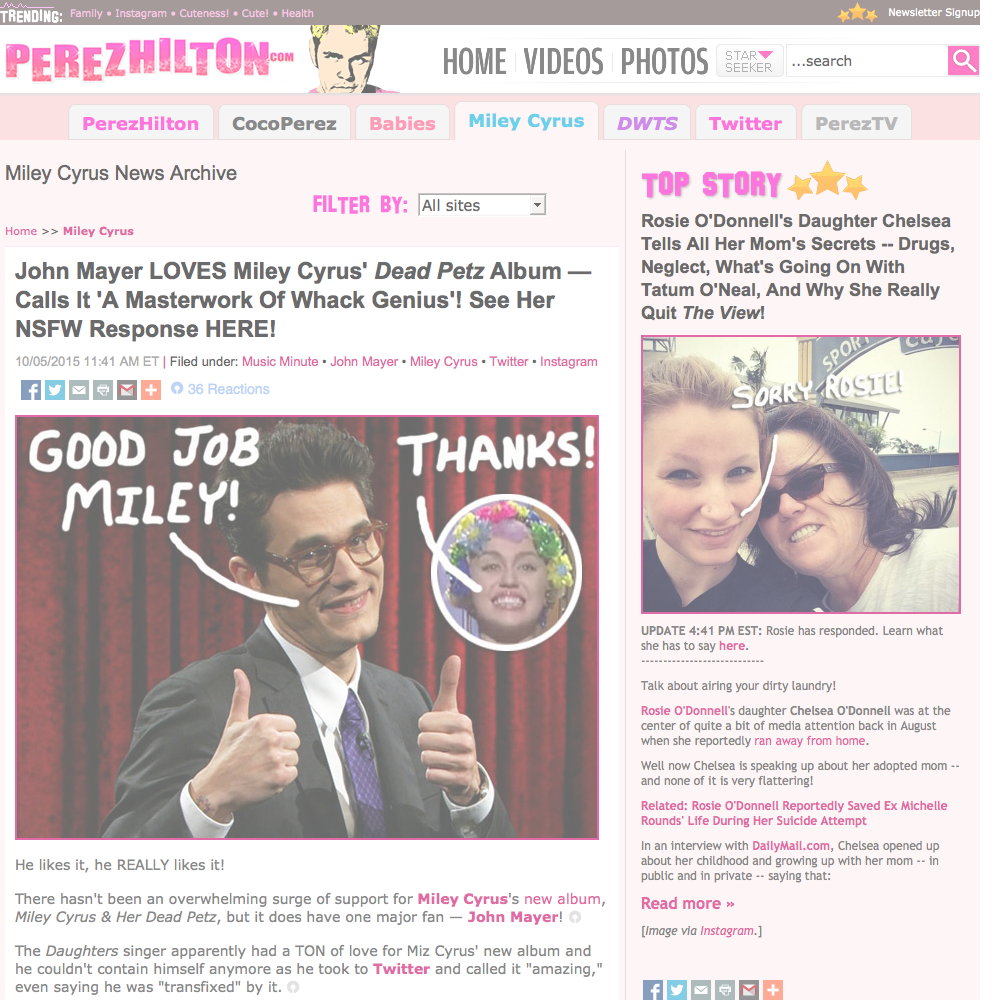 TRENDING: Family • Instagram • Cuteness! • Cute! • Health
Newsletter Signup
PEREZHILTON.COM
HOME VIDEOS PHOTOS
STAR
SEEKER
...search
PerezHilton CocoPerez Babies Miley Cyrus DWTS Twitter PerezTV
Miley Cyrus News Archive
FILTER BY: All sites
Home >> Miley Cyrus
John Mayer LOVES Miley Cyrus' Dead Petz Album —
Calls It 'A Masterwork Of Whack Genius'! See Her
NSFW Response HERE!
10/05/2015 11:41 AM ET | Filed under: Music Minute • John Mayer • Miley Cyrus • Twitter • Instagram
36 Reactions
GOOD JOB
MILEY!
THANKS!
He likes it, he REALLY likes it!
There hasn't been an overwhelming surge of support for Miley Cyrus's new album,
Miley Cyrus & Her Dead Petz, but it does have one major fan — John Mayer!
The Daughters singer apparently had a TON of love for Miz Cyrus' new album and
he couldn't contain himself anymore as he took to Twitter and called it "amazing,"
even saying he was "transfixed" by it.
TOP STORY
Rosie O'Donnell's Daughter Chelsea
Tells All Her Mom's Secrets -- Drugs,
Neglect, What's Going On With
Tatum O'Neal, And Why She Really
Quit The View!
SPORT
SORRY ROSIE!
UPDATE 4:41 PM EST: Rosie has responded. Learn what
she has to say here.
----------------------------
Talk about airing your dirty laundry!
Rosie O'Donnell's daughter Chelsea O'Donnell was at the
center of quite a bit of media attention back in August
when she reportedly ran away from home.
Well now Chelsea is speaking up about her adopted mom --
and none of it is very flattering!
Related: Rosie O'Donnell Reportedly Saved Ex Michelle
Rounds' Life During Her Suicide Attempt
In an interview with DailyMail.com, Chelsea opened up
about her childhood and growing up with her mom -- in
public and in private -- saying that:
Read more »
[Image via Instagram.]